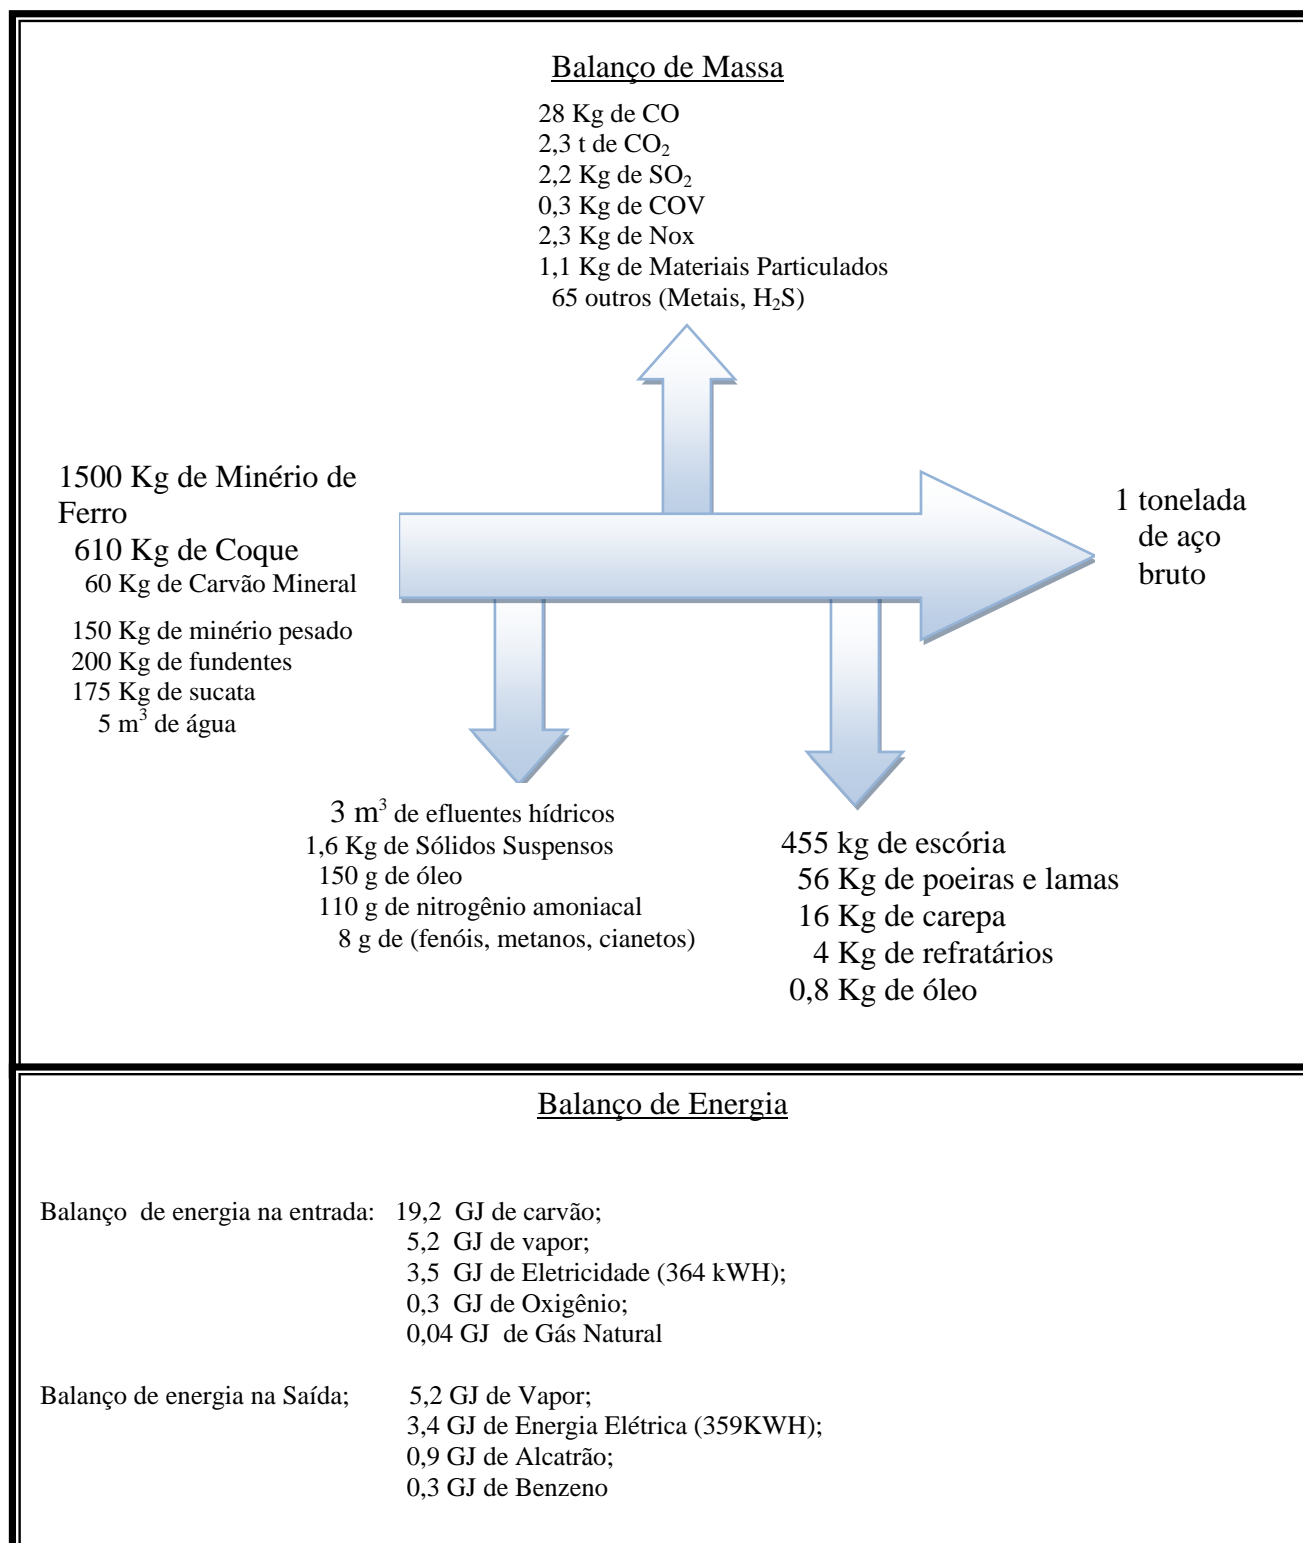 Balanço de Massa
28 Kg de CO
2,3 t de CO₂
2,2 Kg de SO₂
0,3 Kg de COV
2,3 Kg de Nox
1,1 Kg de Materiais Particulados
65 outros (Metais, H₂S)
1500 Kg de Minério de
Ferro
610 Kg de Coque
60 Kg de Carvão Mineral
150 Kg de minério pesado
200 Kg de fundentes
175 Kg de sucata
5 m³ de água
1 tonelada
de aço
bruto
3 m³ de efluentes hídricos
1,6 Kg de Sólidos Suspensos
150 g de óleo
110 g de nitrogênio amoniacal
8 g de (fenóis, metanos, cianetos)
455 kg de escória
56 Kg de poeiras e lamas
16 Kg de carepa
4 Kg de refratários
0,8 Kg de óleo
Balanço de Energia
Balanço de energia na entrada: 19,2 GJ de carvão;
5,2 GJ de vapor;
3,5 GJ de Eletricidade (364 kWH);
0,3 GJ de Oxigênio;
0,04 GJ de Gás Natural
Balanço de energia na Saída; 5,2 GJ de Vapor;
3,4 GJ de Energia Elétrica (359KWH);
0,9 GJ de Alcatrão;
0,3 GJ de Benzeno